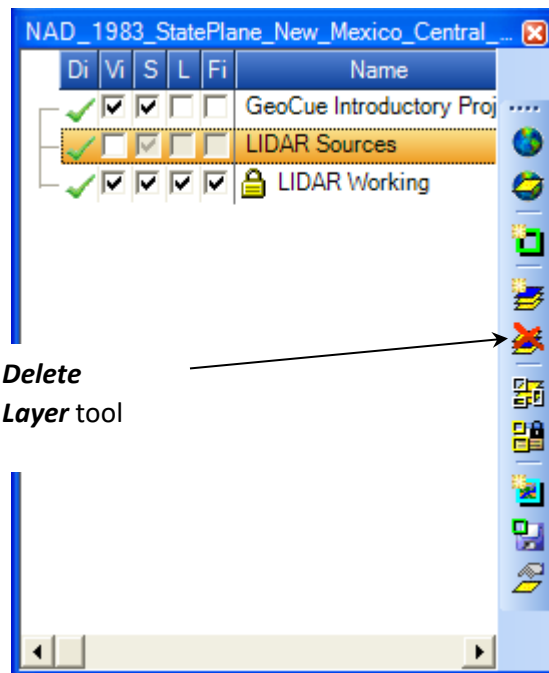 NAD_1983_StatePlane_New_Mexico_Central_...
Di Vi S L Fi Name
GeoCue Introductory Proj
LIDAR Sources
LIDAR Working
Delete
Layer tool